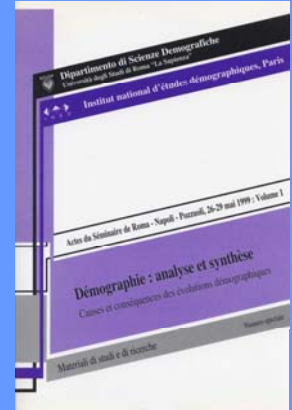 Dipartimento di Scienze Demografiche
Università degli Studi di Roma "La Sapienza"
Institut national d'études démographiques, Paris
Actes du Séminaire de Roma - Napoli - Pozzuoli, 26-29 mai 1999 : Volume 1
Démographie : analyse et synthèse
Causes et conséquences des évolutions démographiques
Numero speciale
Materiali di studi e di ricerche